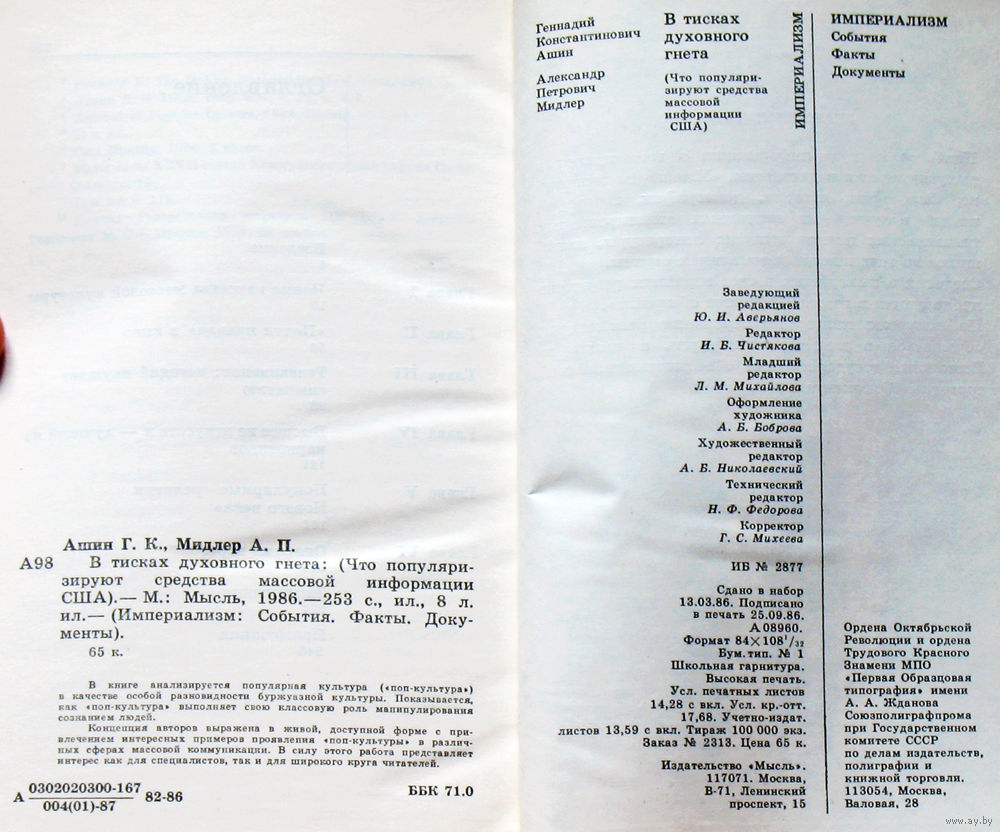 Ашин Г. К., Мидлер А. П.
А98 В тисках духовного гнета: (Что популяри-
зируют средства массовой информации
США).— М.: Мысль, 1986.—253 с., ил., 8 л.
ил.— (Империализм: События. Факты. Доку-
менты).
65 к.
В книге анализируется популярная культура («поп-культура»)
в качестве особой разновидности буржуазной культуры. Показывается,
как «поп-культура» выполняет свою классовую роль манипулирования
сознанием людей.
Концепция авторов выражена в живой, доступной форме с при-
влечением интересных примеров проявления «поп-культуры» в различ-
ных сферах массовой коммуникации. В силу этого работа представляет
интерес как для специалистов, так и для широкого круга читателей.
А 0302020300-167
004(01)-87
82-86
ББК 71.0
Геннадий
Константинович
Ашин
Александр
Петрович
Мидлер
В тисках
духовного
гнета
(Что популяри-
зируют средства
массовой
информации
США)
ИМПЕРИАЛИЗМ
ИМПЕРИАЛИЗМ
События
Факты
Документы
Заведующий
редакцией
Ю. И. Аверьянов
Редактор
И. Б. Чистякова
Младший
редактор
Л. М. Михайлова
Оформление
художника
А. Б. Боброва
Художественный
редактор
А. Б. Николаевский
Технический
редактор
Н. Ф. Федорова
Корректор
Г. С. Михеева
ИБ № 2877
Сдано в набор
13.03.86. Подписано
в печать 25.09.86.
А 08960.
Формат 84×108 1/32
Бум. тип. № 1
Школьная гарнитура.
Высокая печать.
Усл. печатных листов
14,28 с вкл. Усл. кр.-отт.
17,68. Учетно-издат.
листов 13,59 с вкл. Тираж 100 000 экз.
Заказ № 2313. Цена 65 к.
Издательство «Мысль».
117071. Москва,
В-71, Ленинский
проспект, 15
Ордена Октябрьской
Революции и ордена
Трудового Красного
Знамени МПО
«Первая Образцовая
типография» имени
А. А. Жданова
Союзполиграфпрома
при Государственном
комитете СССР
по делам издательств,
полиграфии и
книжной торговли.
113054, Москва,
Валовая, 28
www.ay.by